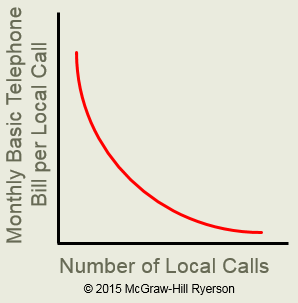 Monthly Basic Telephone
Bill per Local Call
Number of Local Calls
© 2015 McGraw-Hill Ryerson